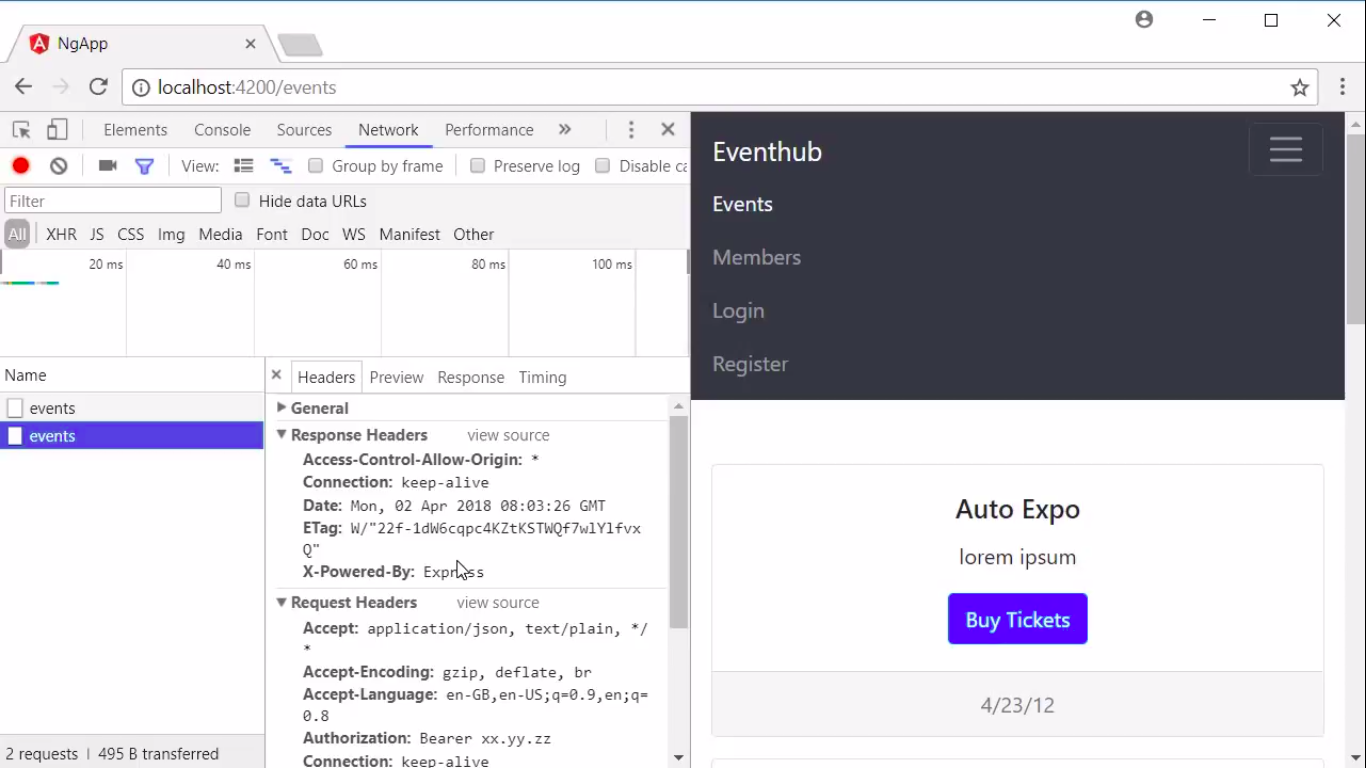 NgApp
localhost:4200/events
Elements Console Sources Network Performance »
View: Group by frame Preserve log Disable ca
Filter Hide data URLs
All XHR JS CSS Img Media Font Doc WS Manifest Other
20 ms 40 ms 60 ms 80 ms 100 ms
Name
events
events
2 requests | 495 B transferred
Headers Preview Response Timing
General
Response Headers view source
Access-Control-Allow-Origin: *
Connection: keep-alive
Date: Mon, 02 Apr 2018 08:03:26 GMT
ETag: W/"22f-1dW6cqpc4KZtKSTWQf7wlYlfvx
Q"
X-Powered-By: Express
Request Headers view source
Accept: application/json, text/plain, */
*
Accept-Encoding: gzip, deflate, br
Accept-Language: en-GB,en-US;q=0.9,en;q=
0.8
Authorization: Bearer xx.yy.zz
Connection: keep-alive
Eventhub
Events
Members
Login
Register
Auto Expo
lorem ipsum
Buy Tickets
4/23/12